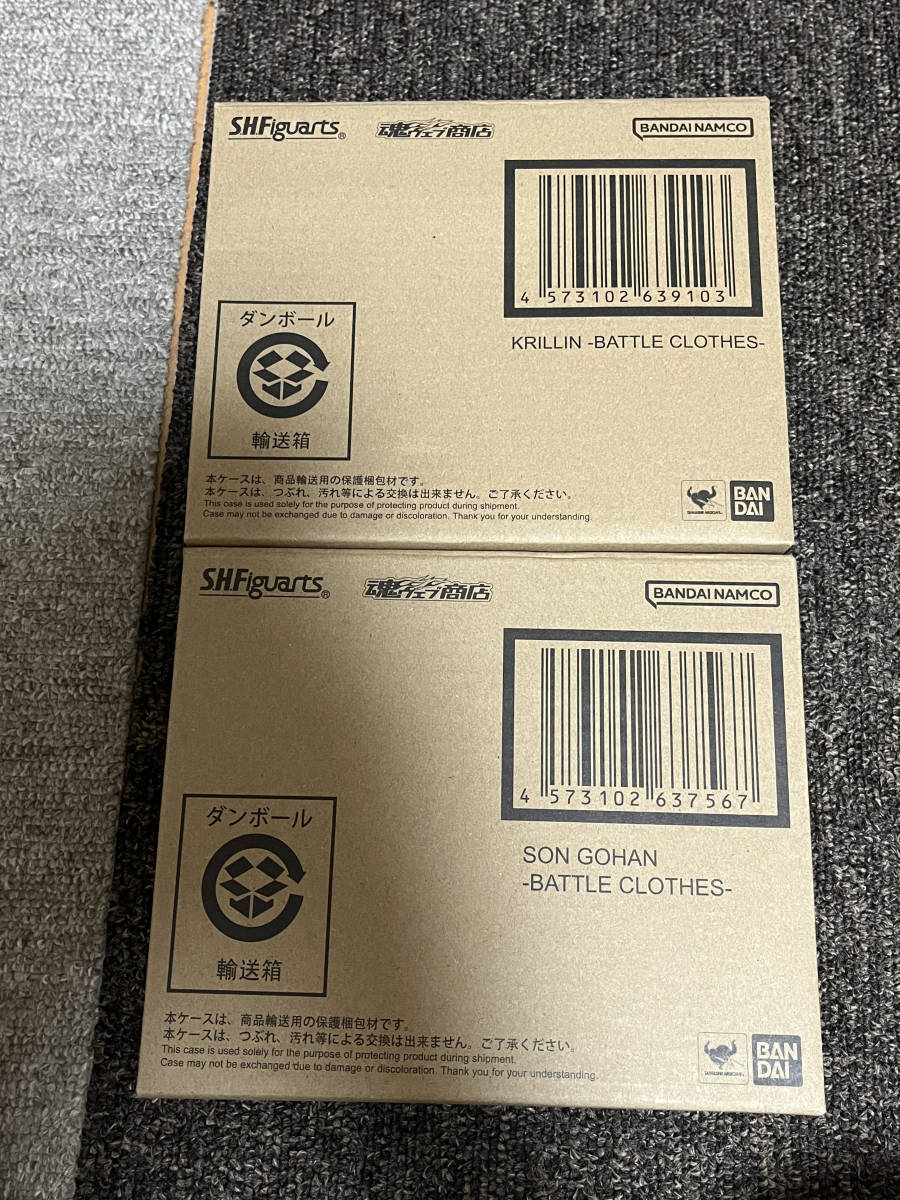 S.H.Figuarts®
魂ウェブ商店
BANDAI NAMCO
4 573102 639103
KRILLIN -BATTLE CLOTHES-
ダンボール
輸送箱
本ケースは、商品輸送用の保護梱包材です。
本ケースは、つぶれ、汚れ等による交換は出来ません。ご了承ください。
This case is used solely for the purpose of protecting product during shipment.
Case may not be exchanged due to damage or discoloration. Thank you for your understanding.
BAN
DAI
S.H.Figuarts®
魂ウェブ商店
BANDAI NAMCO
4 573102 637567
SON GOHAN
-BATTLE CLOTHES-
ダンボール
輸送箱
本ケースは、商品輸送用の保護梱包材です。
本ケースは、つぶれ、汚れ等による交換は出来ません。ご了承ください。
This case is used solely for the purpose of protecting product during shipment.
Case may not be exchanged due to damage or discoloration. Thank you for your understanding.
BAN
DAI